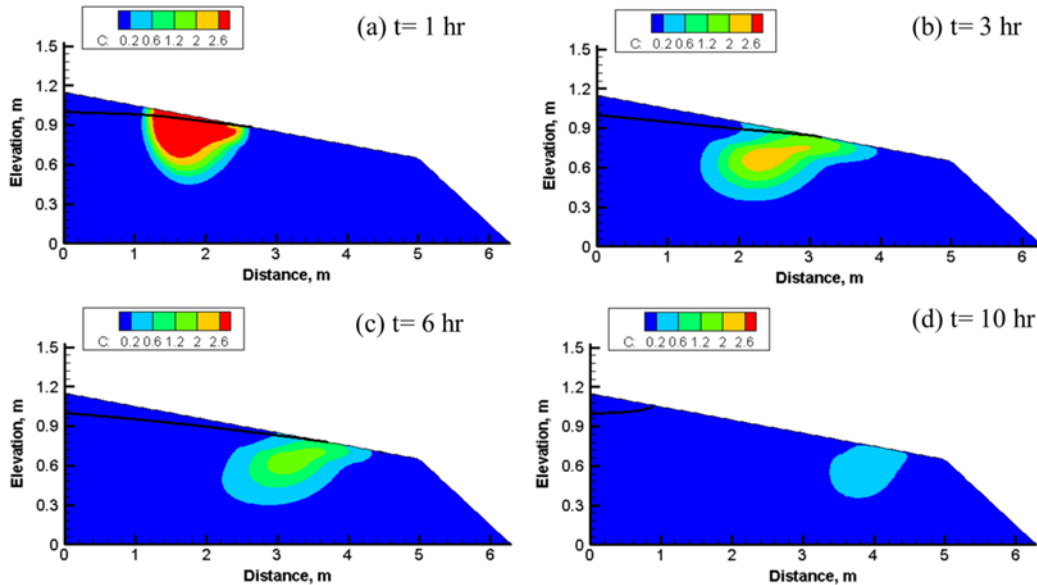 (a) t= 1 hr
C: 0.2 0.6 1.2 2 2.6
1.5
1.2
0.9
0.6
0.3
0
Elevation, m
0 1 2 3 4 5 6
Distance, m
(b) t= 3 hr
C: 0.2 0.6 1.2 2 2.6
1.5
1.2
0.9
0.6
0.3
0
Elevation, m
0 1 2 3 4 5 6
Distance, m
(c) t= 6 hr
C: 0.2 0.6 1.2 2 2.6
1.5
1.2
0.9
0.6
0.3
0
Elevation, m
0 1 2 3 4 5 6
Distance, m
(d) t= 10 hr
C: 0.2 0.6 1.2 2 2.6
1.5
1.2
0.9
0.6
0.3
0
Elevation, m
0 1 2 3 4 5 6
Distance, m